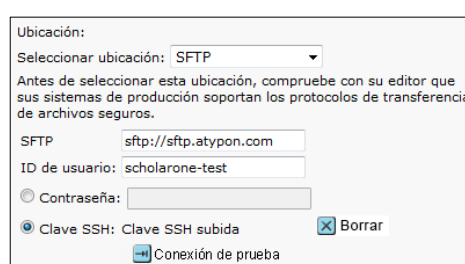 Ubicación:
Seleccionar ubicación: SFTP
Antes de seleccionar esta ubicación, compruebe con su editor que
sus sistemas de producción soportan los protocolos de transferencia
de archivos seguros.
SFTP sftp://sftp.atypon.com
ID de usuario: scholarone-test
Contraseña:
Clave SSH: Clave SSH subida Borrar
Conexión de prueba